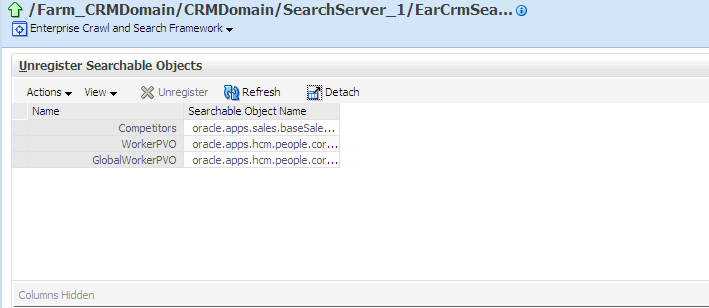 /Farm_CRMDomain/CRMDomain/SearchServer_1/EarCrmSea...
Enterprise Crawl and Search Framework
Unregister Searchable Objects
Actions View Unregister Refresh Detach
Name Searchable Object Name
Competitors oracle.apps.sales.baseSale...
WorkerPVO oracle.apps.hcm.people.cor...
GlobalWorkerPVO oracle.apps.hcm.people.cor...
Columns Hidden